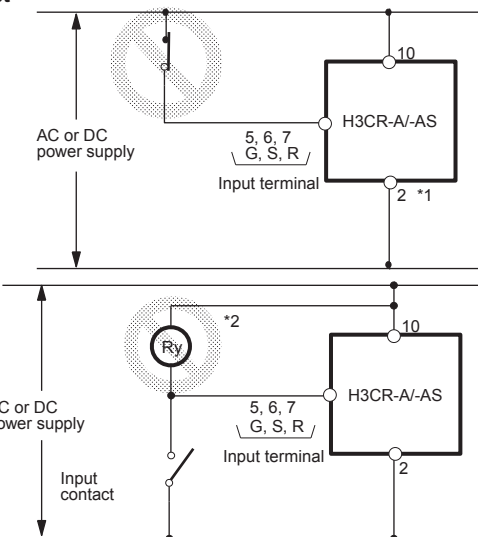 10
H3CR-A/-AS
AC or DC
power supply
5, 6, 7
G, S, R
Input terminal
2 *1
*2
10
Ry
H3CR-A/-AS
C or DC
ower supply
5, 6, 7
G, S, R
Input terminal
2
Input
contact